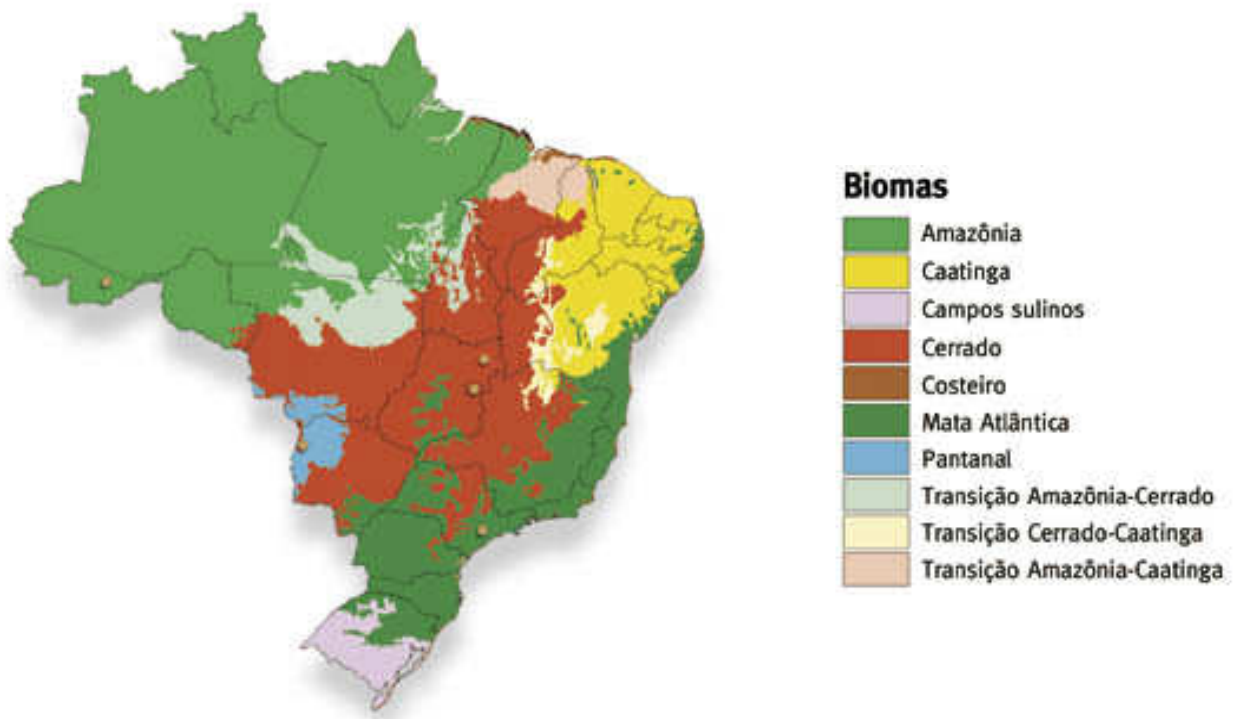 Biomas
Amazônia
Caatinga
Campos sulinos
Cerrado
Costeiro
Mata Atlântica
Pantanal
Transição Amazônia-Cerrado
Transição Cerrado-Caatinga
Transição Amazônia-Caatinga